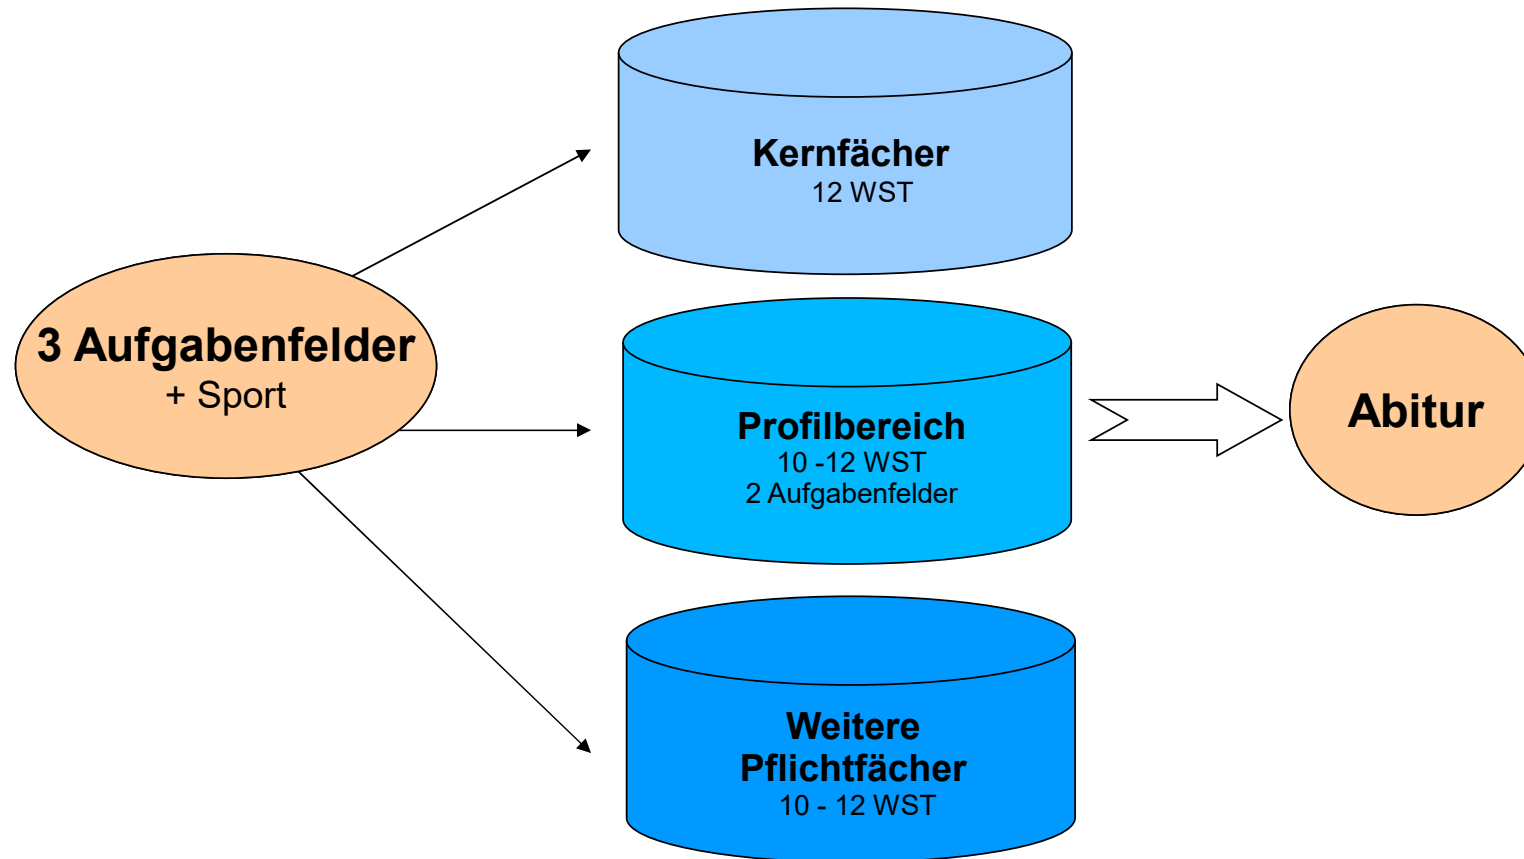 3 Aufgabenfelder
+ Sport
Kernfächer
12 WST
Profilbereich
10 -12 WST
2 Aufgabenfelder
Weitere
Pflichtfächer
10 - 12 WST
Abitur